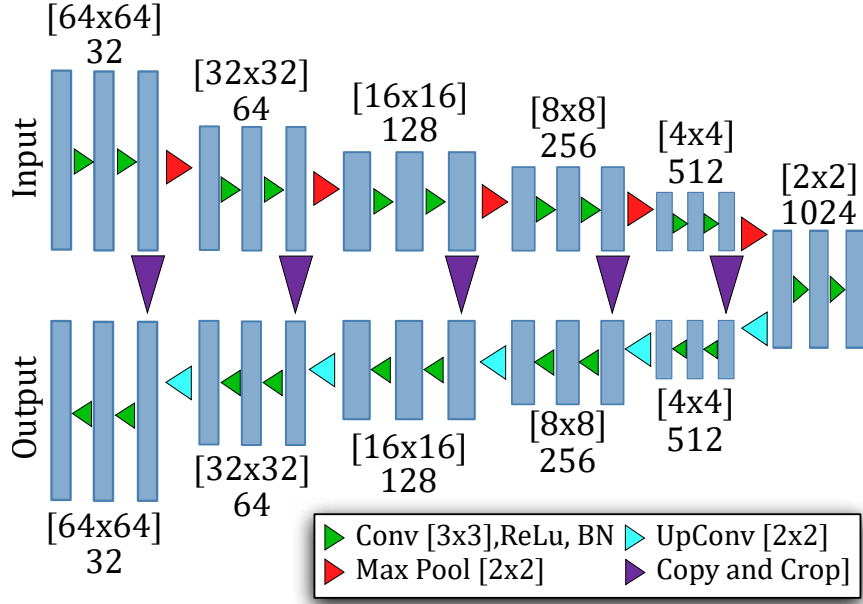 [64x64]
32
[32x32]
64
[16x16]
128
[8x8]
256
[4x4]
512
[2x2]
1024
Input
Output
[64x64]
32
[32x32]
64
[16x16]
128
[8x8]
256
[4x4]
512
Conv [3x3],ReLu, BN
UpConv [2x2]
Max Pool [2x2]
Copy and Crop]